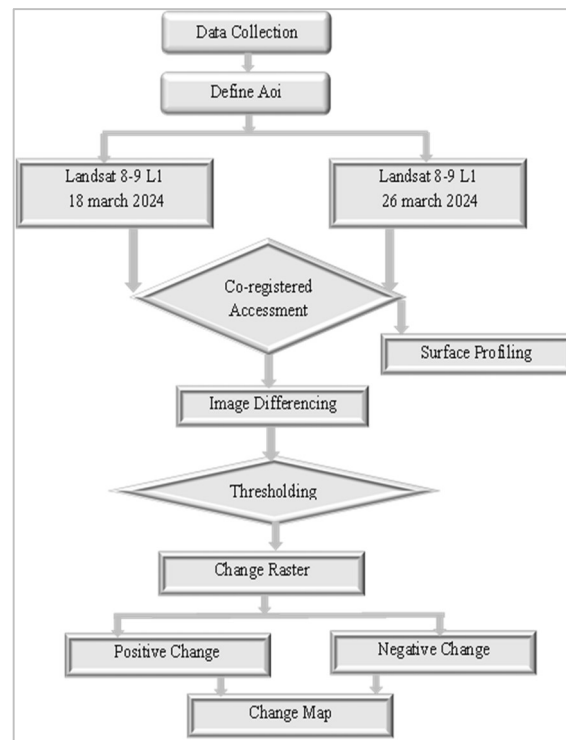 Data Collection
Define Aoi
Landsat 8-9 L1
18 march 2024
Landsat 8-9 L1
26 march 2024
Co-registered
Accessment
Surface Profiling
Image Differencing
Thresholding
Change Raster
Positive Change
Negative Change
Change Map